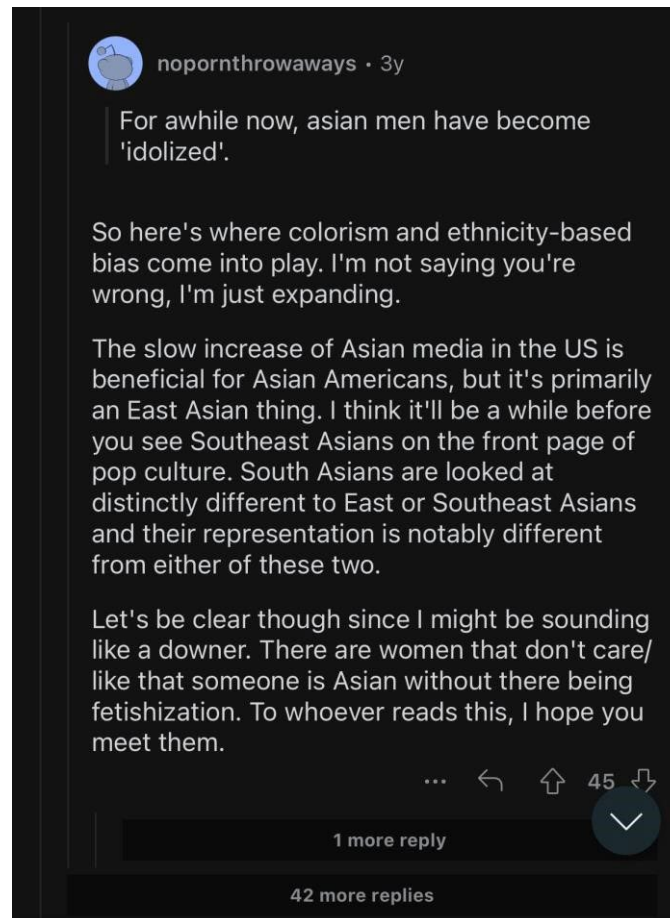 nopornthrowaways · 3y
For awhile now, asian men have become
'idolized'.
So here's where colorism and ethnicity-based
bias come into play. I'm not saying you're
wrong, I'm just expanding.
The slow increase of Asian media in the US is
beneficial for Asian Americans, but it's primarily
an East Asian thing. I think it'll be a while before
you see Southeast Asians on the front page of
pop culture. South Asians are looked at
distinctly different to East or Southeast Asians
and their representation is notably different
from either of these two.
Let's be clear though since I might be sounding
like a downer. There are women that don't care/
like that someone is Asian without there being
fetishization. To whoever reads this, I hope you
meet them.
45
1 more reply
42 more replies